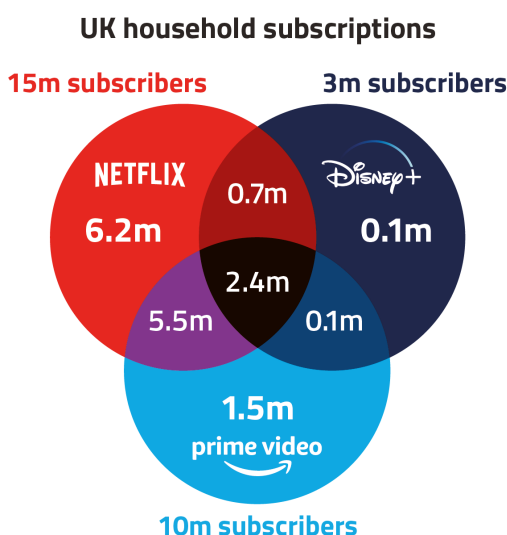 UK household subscriptions
15m subscribers
3m subscribers
NETFLIX
Disney+
0.7m
6.2m
0.1m
2.4m
5.5m
0.1m
1.5m
prime video
10m subscribers